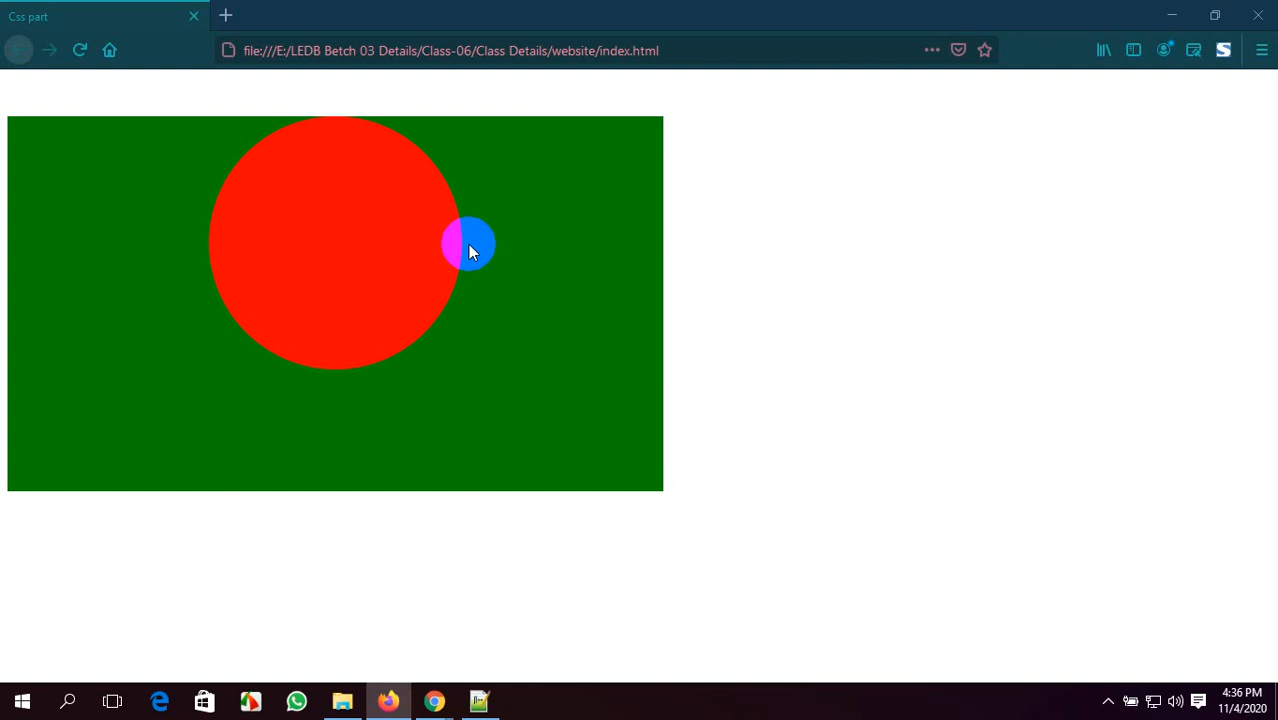 Css part
file:///E:/LEDB Betch 03 Details/Class-06/Class Details/website/index.html
4:36 PM
11/4/2020